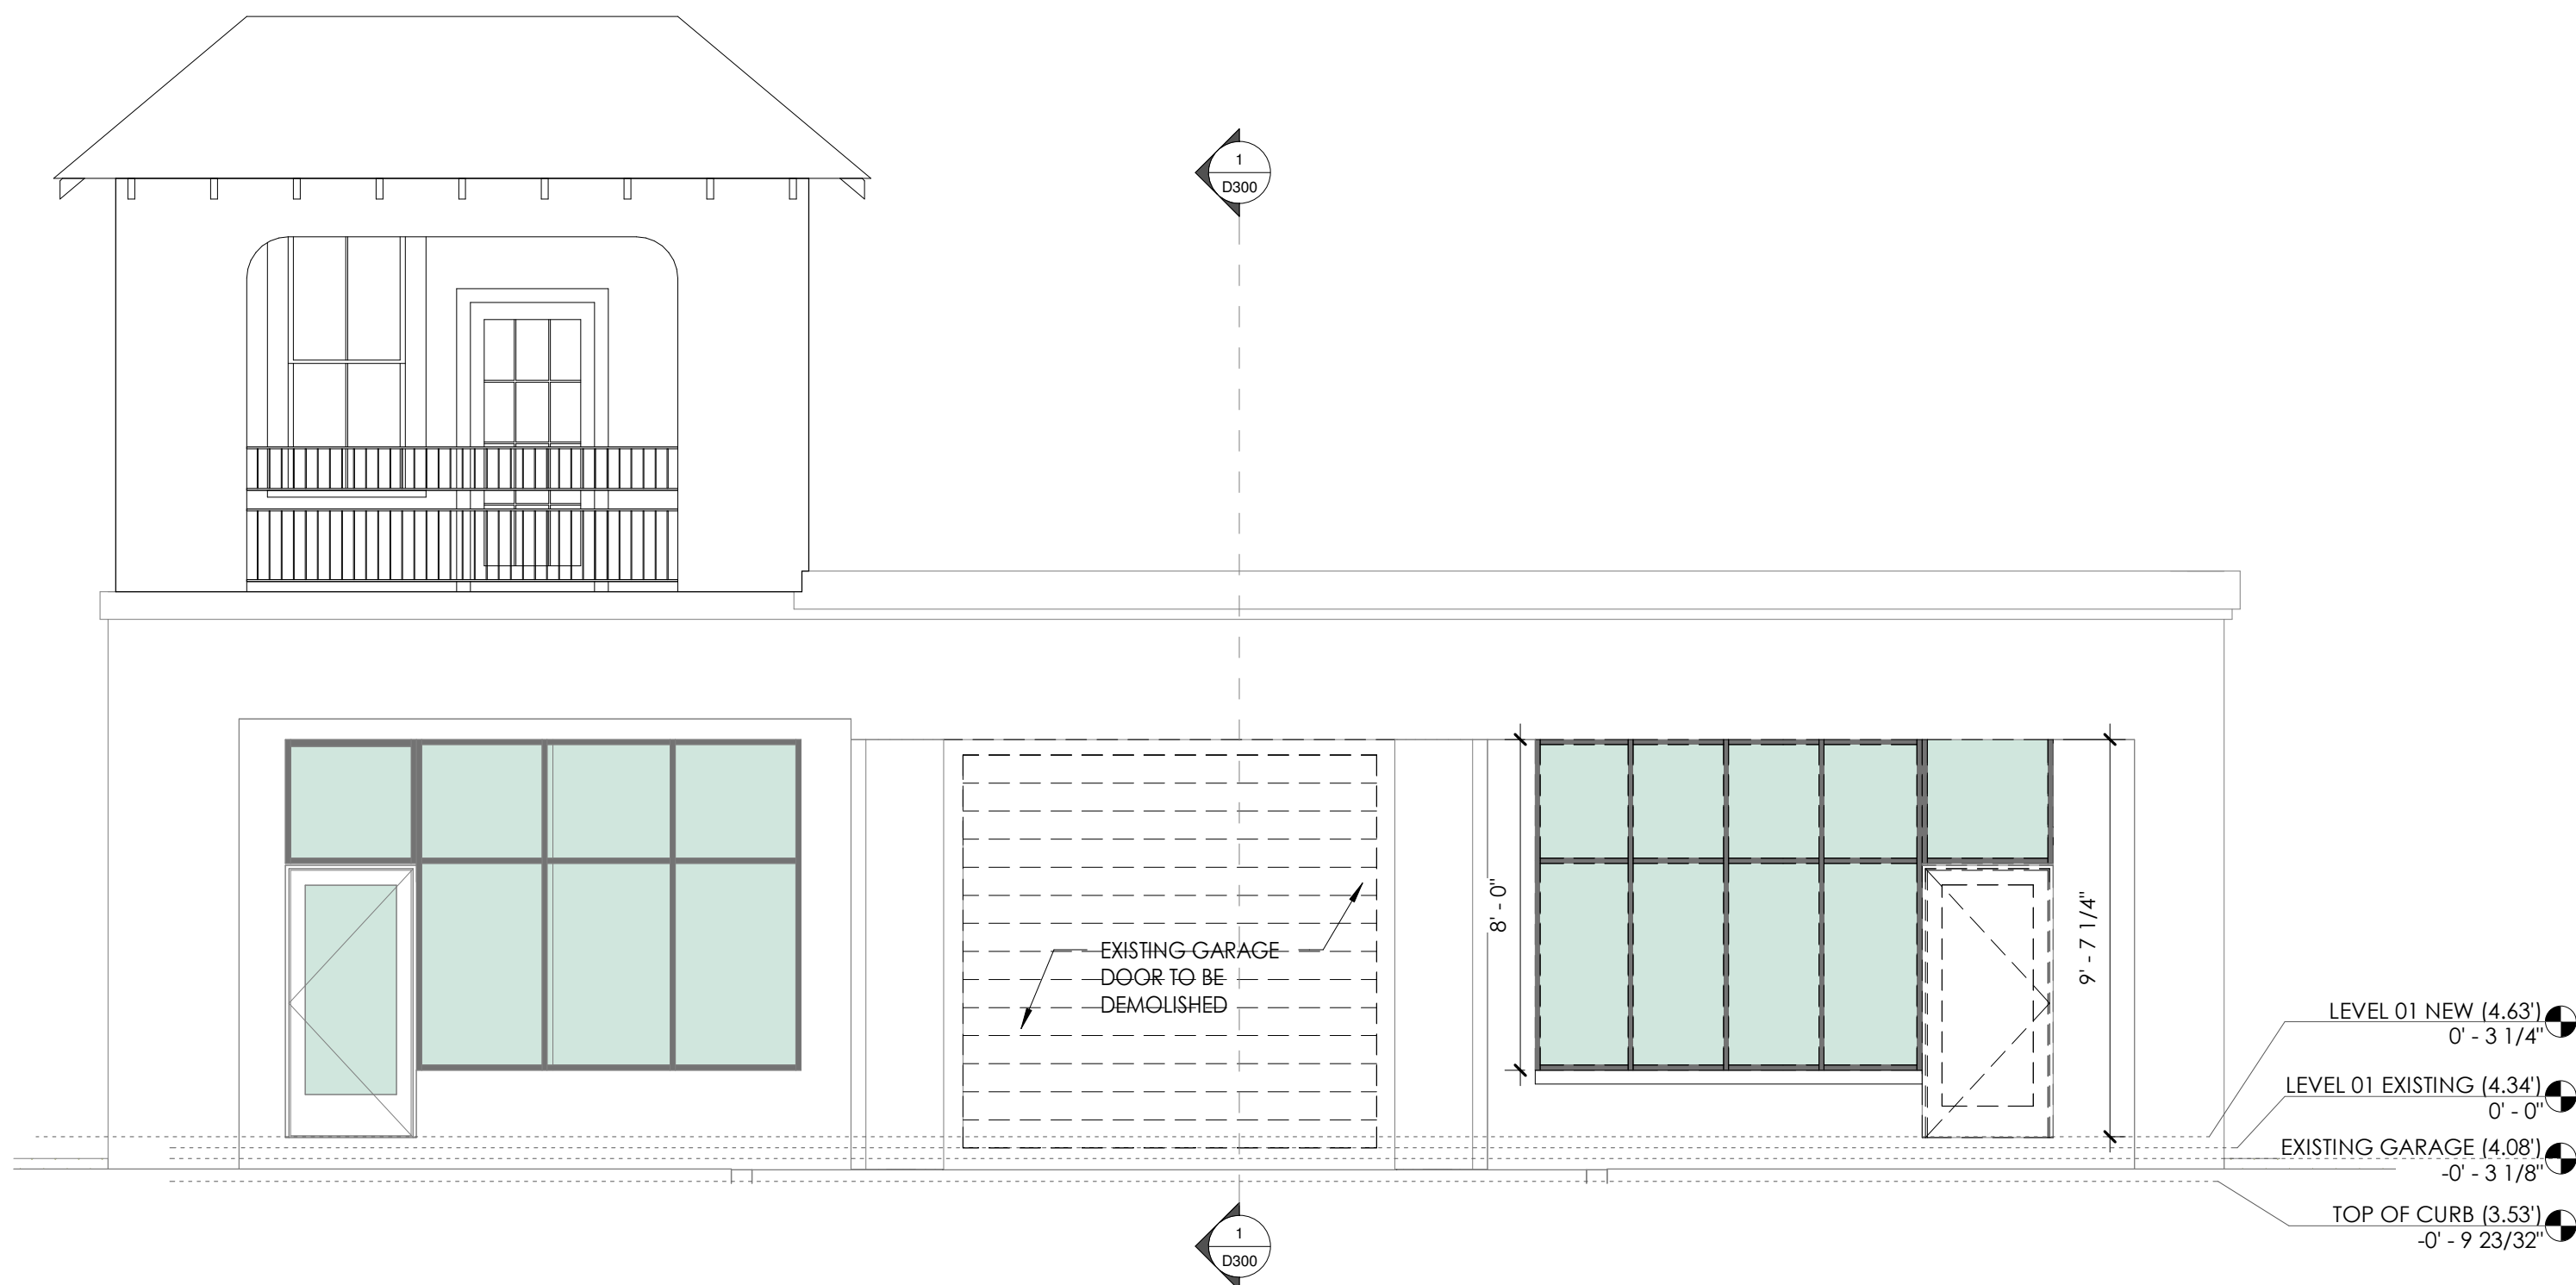 1
D300
8' - 0"
9' - 7 1/4"
EXISTING GARAGE
DOOR TO BE
DEMOLISHED
LEVEL 01 NEW (4.63')
0' - 3 1/4"
LEVEL 01 EXISTING (4.34')
0' - 0"
EXISTING GARAGE (4.08')
-0' - 3 1/8"
TOP OF CURB (3.53')
-0' - 9 23/32"
1
D300